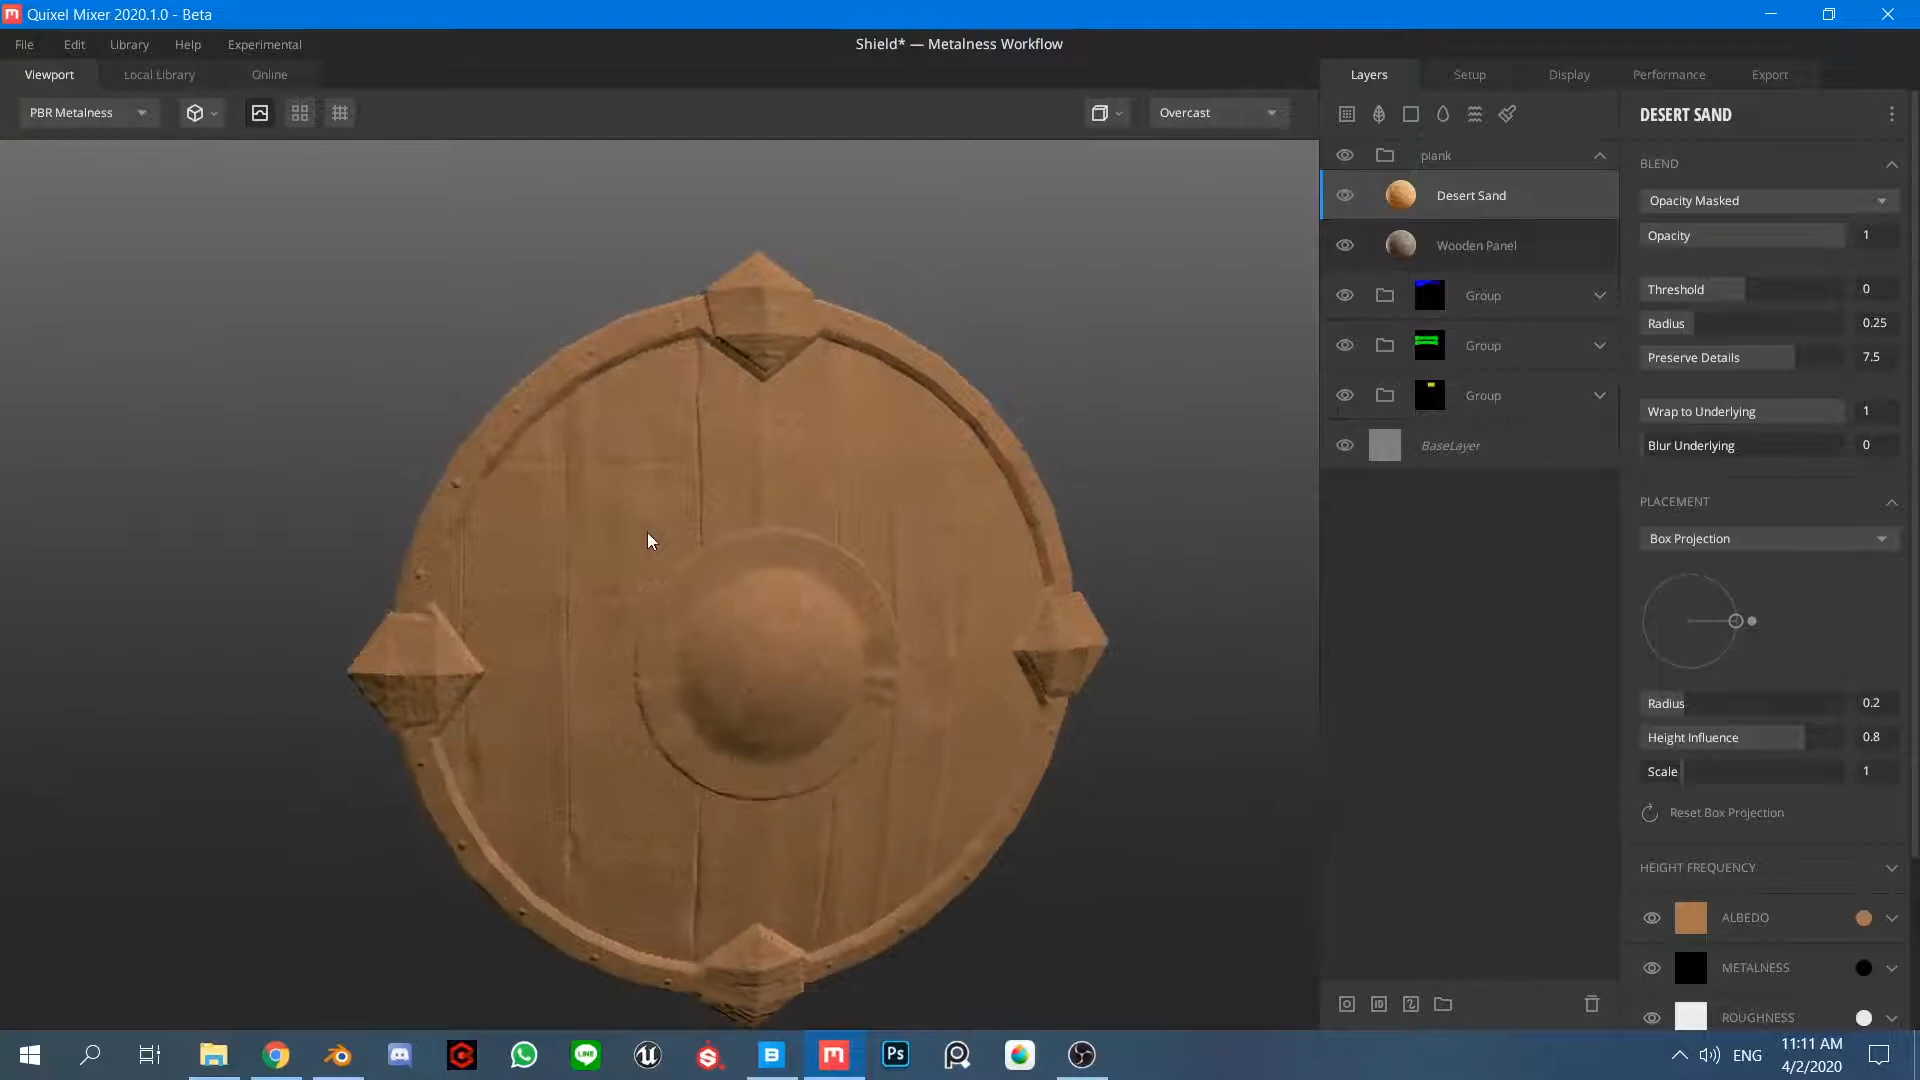 Quixel Mixer 2020.1.0 - Beta
File Edit Library Help Experimental
Shield* — Metalness Workflow
Viewport Local Library Online
Layers Setup Display Performance Export
PBR Metalness
Overcast
DESERT SAND
plank
BLEND
Desert Sand
Opacity Masked
Opacity 1
Wooden Panel
Threshold 0
Group
Radius 0.25
Group
Preserve Details 7.5
Group
Wrap to Underlying 1
BaseLayer
Blur Underlying 0
PLACEMENT
Box Projection
Radius 0.2
Height Influence 0.8
Scale 1
Reset Box Projection
HEIGHT FREQUENCY
ALBEDO
METALNESS
ID
ROUGHNESS
LINE
Ps
ENG
11:11 AM
4/2/2020